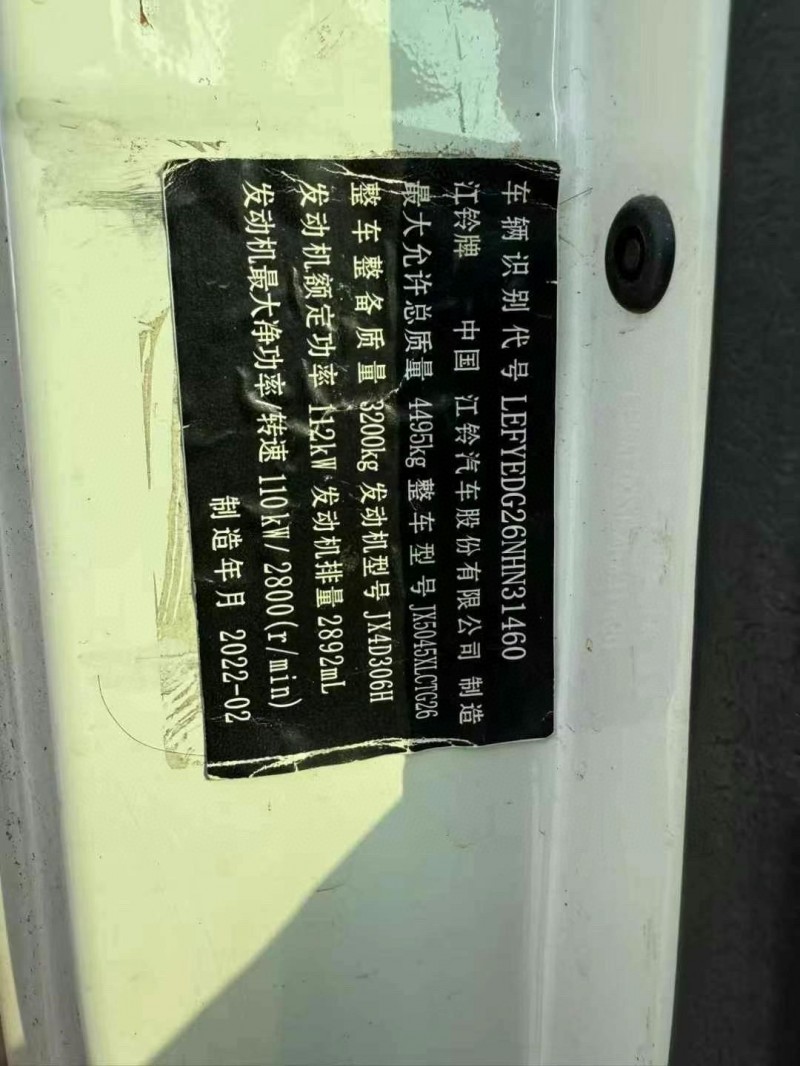 车辆识别代号 LEFYEDG26NHN31460
江铃牌 中国 江铃汽车股份有限公司 制造
最大允许总质量 4495kg 整车型号 JX5045XLCTG26
整车整备质量 3200kg 发动机型号 JX4D306H
发动机额定功率 112kW 发动机排量 2892mL
发动机最大净功率/转速 110kW/2800(r/min)
制造年月 2022-02